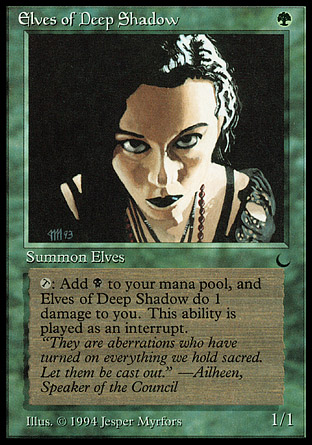 Elves of Deep Shadow
93
Summon Elves
: Add to your mana pool, and
Elves of Deep Shadow do 1
damage to you. This ability is
played as an interrupt.
"They are aberrations who have
turned on everything we hold sacred.
Let them be cast out." —Ailheen,
Speaker of the Council
Illus. © 1994 Jesper Myrfors
1/1